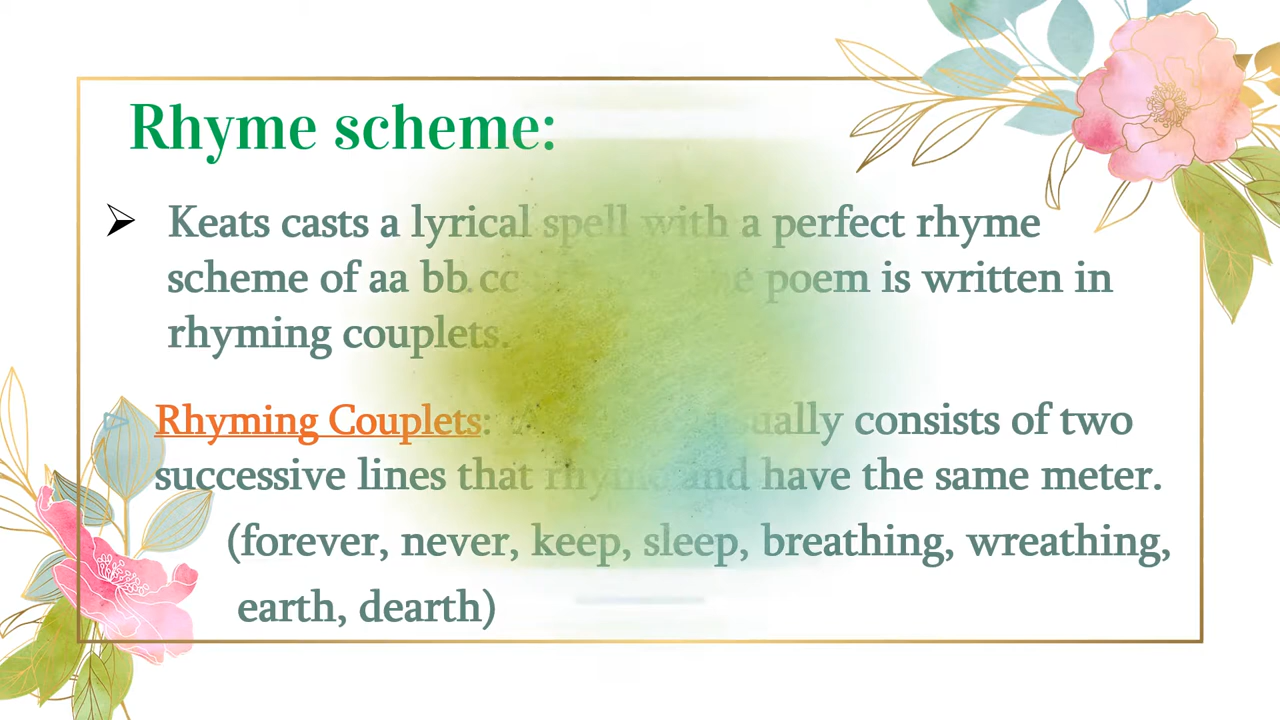 Rhyme scheme:
➢ Keats casts a lyrical spell with a perfect rhyme
scheme of aa bb cc poem is written in
rhyming couplets.
Rhyming Couplets: consists of two
successive lines that rhyme and have the same meter.
(forever, never, keep, sleep, breathing, wreathing,
earth, dearth)